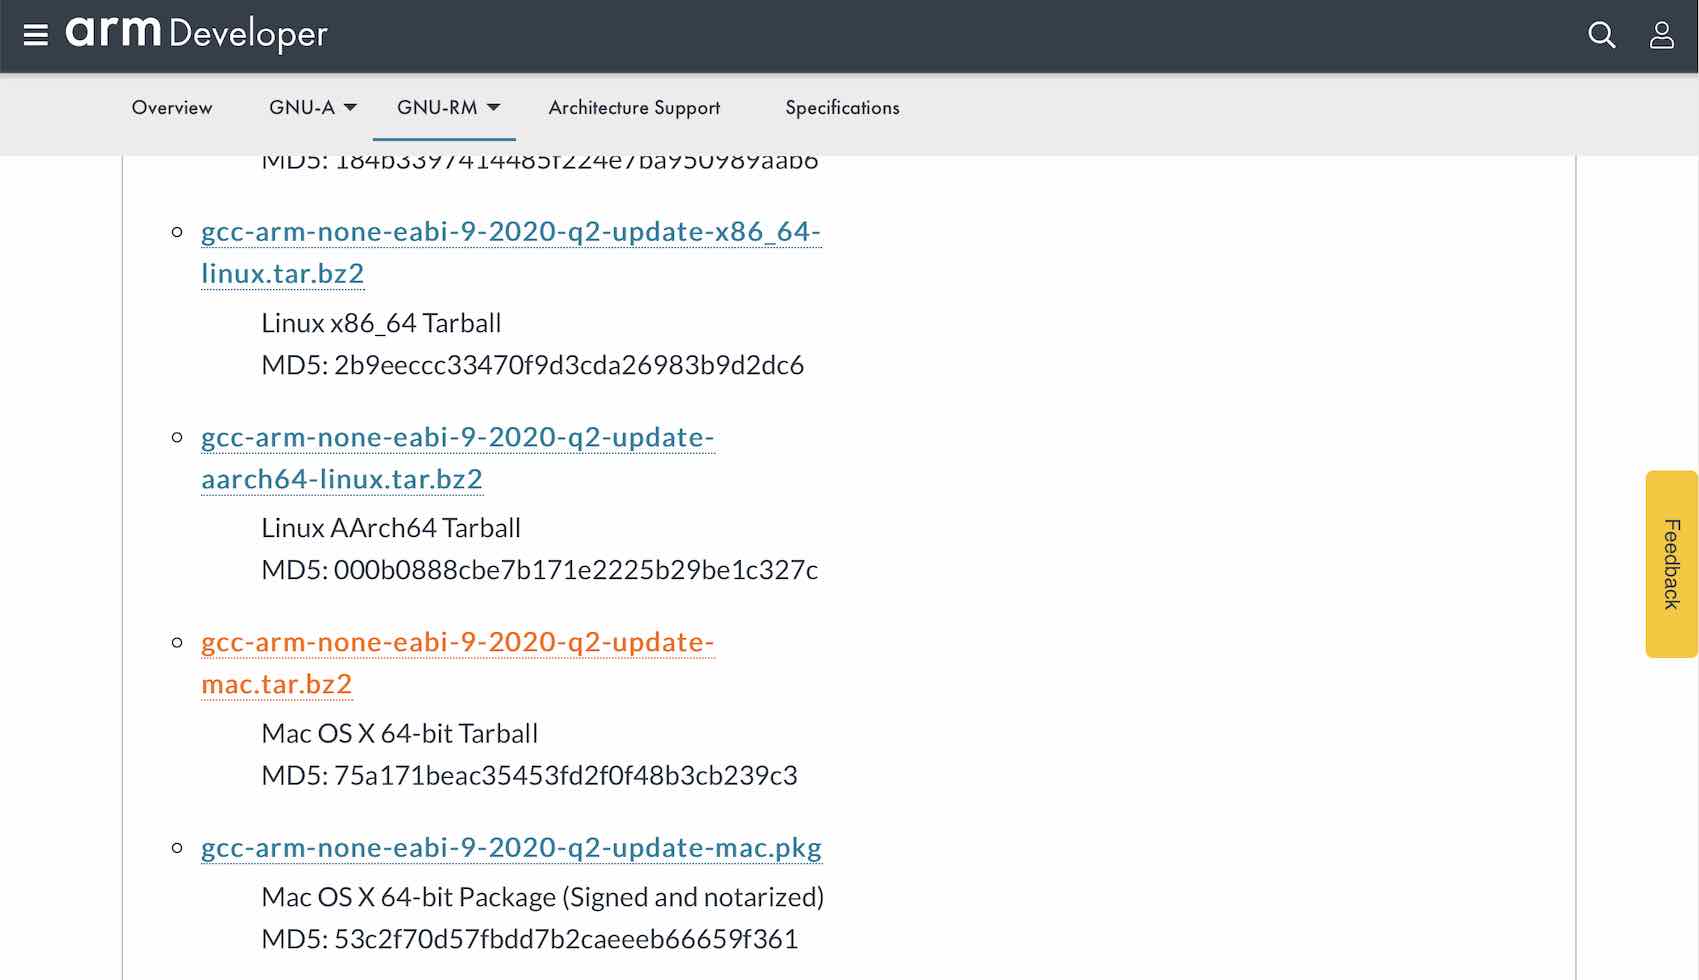 arm Developer
Overview GNU-A GNU-RM Architecture Support Specifications
MD5: 184b3397414485f224e7ba950989aab6
gcc-arm-none-eabi-9-2020-q2-update-x86_64-
linux.tar.bz2
Linux x86_64 Tarball
MD5: 2b9eeccc33470f9d3cda26983b9d2dc6
gcc-arm-none-eabi-9-2020-q2-update-
aarch64-linux.tar.bz2
Linux AArch64 Tarball
MD5: 000b0888cbe7b171e2225b29be1c327c
gcc-arm-none-eabi-9-2020-q2-update-
mac.tar.bz2
Mac OS X 64-bit Tarball
MD5: 75a171beac35453fd2f0f48b3cb239c3
gcc-arm-none-eabi-9-2020-q2-update-mac.pkg
Mac OS X 64-bit Package (Signed and notarized)
MD5: 53c2f70d57fbdd7b2caeeeb66659f361
Feedback